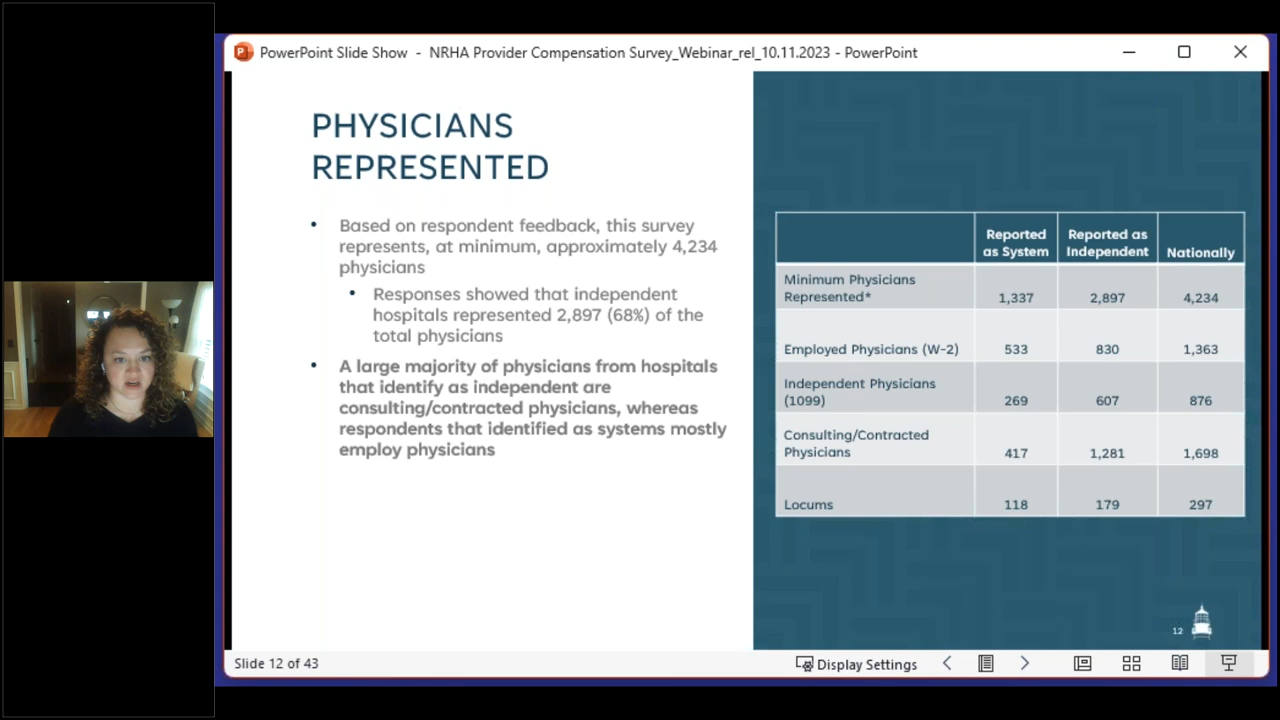 PowerPoint Slide Show - NRHA Provider Compensation Survey_Webinar_rel_10.11.2023 - PowerPoint
PHYSICIANS
REPRESENTED
• Based on respondent feedback, this survey
represents, at minimum, approximately 4,234
physicians
• Responses showed that independent
hospitals represented 2,897 (68%) of the
total physicians
• A large majority of physicians from hospitals
that identify as independent are
consulting/contracted physicians, whereas
respondents that identified as systems mostly
employ physicians
Reported as System Reported as Independent Nationally
Minimum Physicians Represented* 1,337 2,897 4,234
Employed Physicians (W-2) 533 830 1,363
Independent Physicians (1099) 269 607 876
Consulting/Contracted Physicians 417 1,281 1,698
Locums 118 179 297
12
Slide 12 of 43
Display Settings